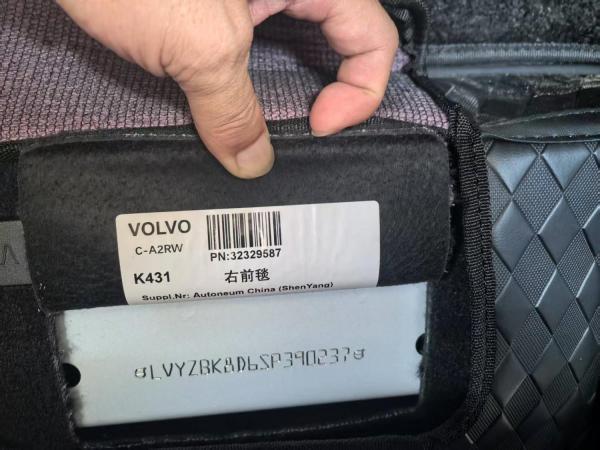 VOLVO
C-A2RW
PN:32329587
K431 右前毯
Suppl.Nr: Autoneum China (ShenYang)
LVYZBK8D6SP390237